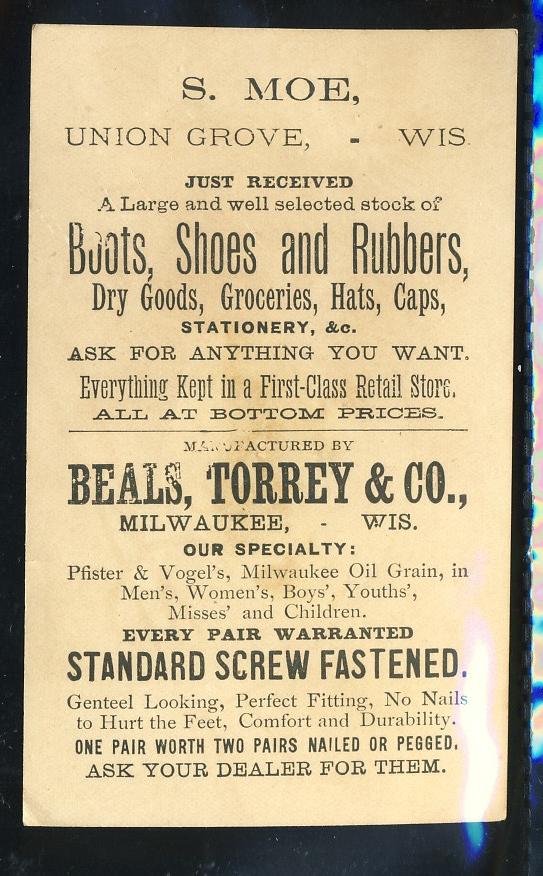 S. MOE,
UNION GROVE, - WIS.
JUST RECEIVED
A Large and well selected stock of
Boots, Shoes and Rubbers,
Dry Goods, Groceries, Hats, Caps,
STATIONERY, &c.
ASK FOR ANYTHING YOU WANT.
Everything Kept in a First-Class Retail Store.
ALL AT BOTTOM PRICES.
MANUFACTURED BY
BEALS, TORREY & CO.,
MILWAUKEE, - WIS.
OUR SPECIALTY:
Pfister & Vogel's, Milwaukee Oil Grain, in
Men's, Women's, Boys', Youths',
Misses' and Children.
EVERY PAIR WARRANTED
STANDARD SCREW FASTENED.
Genteel Looking, Perfect Fitting, No Nails
to Hurt the Feet, Comfort and Durability.
ONE PAIR WORTH TWO PAIRS NAILED OR PEGGED.
ASK YOUR DEALER FOR THEM.